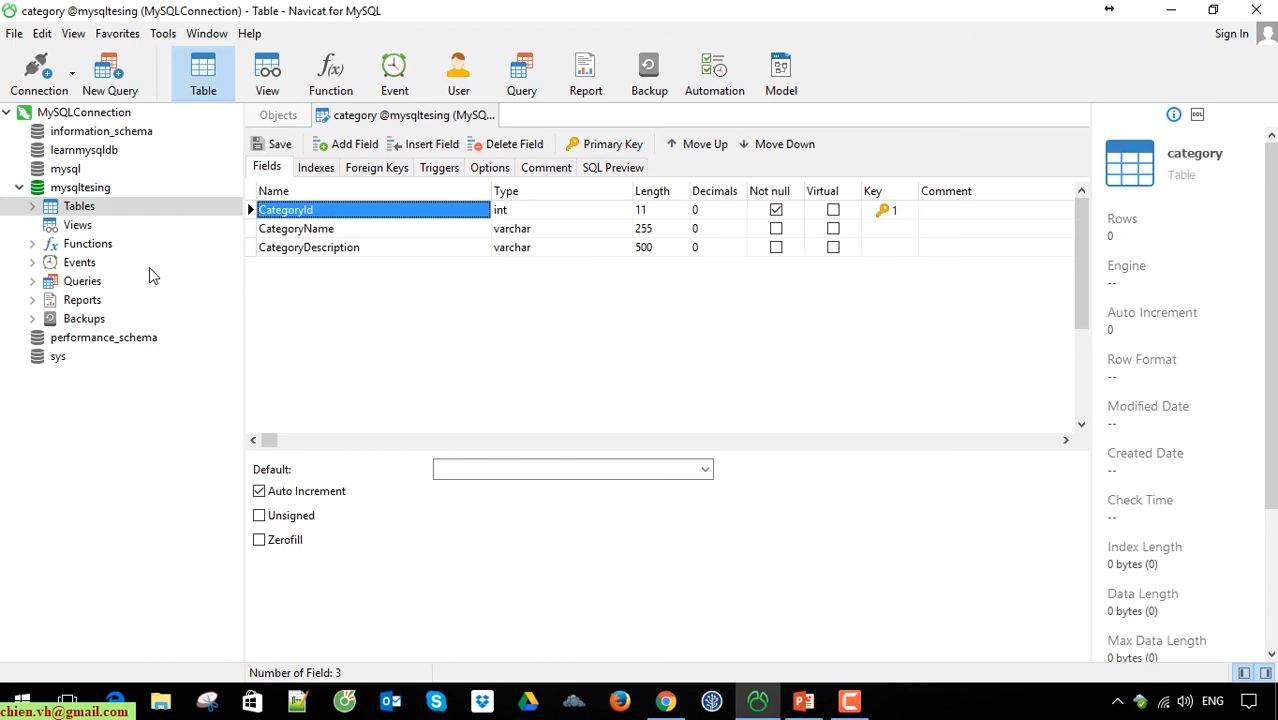 category @mysqltesing (MySQLConnection) - Table - Navicat for MySQL
File Edit View Favorites Tools Window Help Sign In
Connection New Query Table View Function Event User Query Report Backup Automation Model
MySQLConnection
information_schema
learnmysqldb
mysql
mysqltesing
Tables
Views
Functions
Events
Queries
Reports
Backups
performance_schema
sys
Objects category @mysqltesing (MySQ...
Save Add Field Insert Field Delete Field Primary Key Move Up Move Down
Fields Indexes Foreign Keys Triggers Options Comment SQL Preview
Name Type Length Decimals Not null Virtual Key Comment
CategoryId int 11 0 1
CategoryName varchar 255 0
CategoryDescription varchar 500 0
Default:
Auto Increment
Unsigned
Zerofill
Number of Field: 3
DDL
category
Table
Rows
0
Engine
--
Auto Increment
0
Row Format
--
Modified Date
--
Created Date
--
Check Time
--
Index Length
0 bytes (0)
Data Length
0 bytes (0)
Max Data Length
0 bytes (0)
chien.vh@gmail.com
ENG